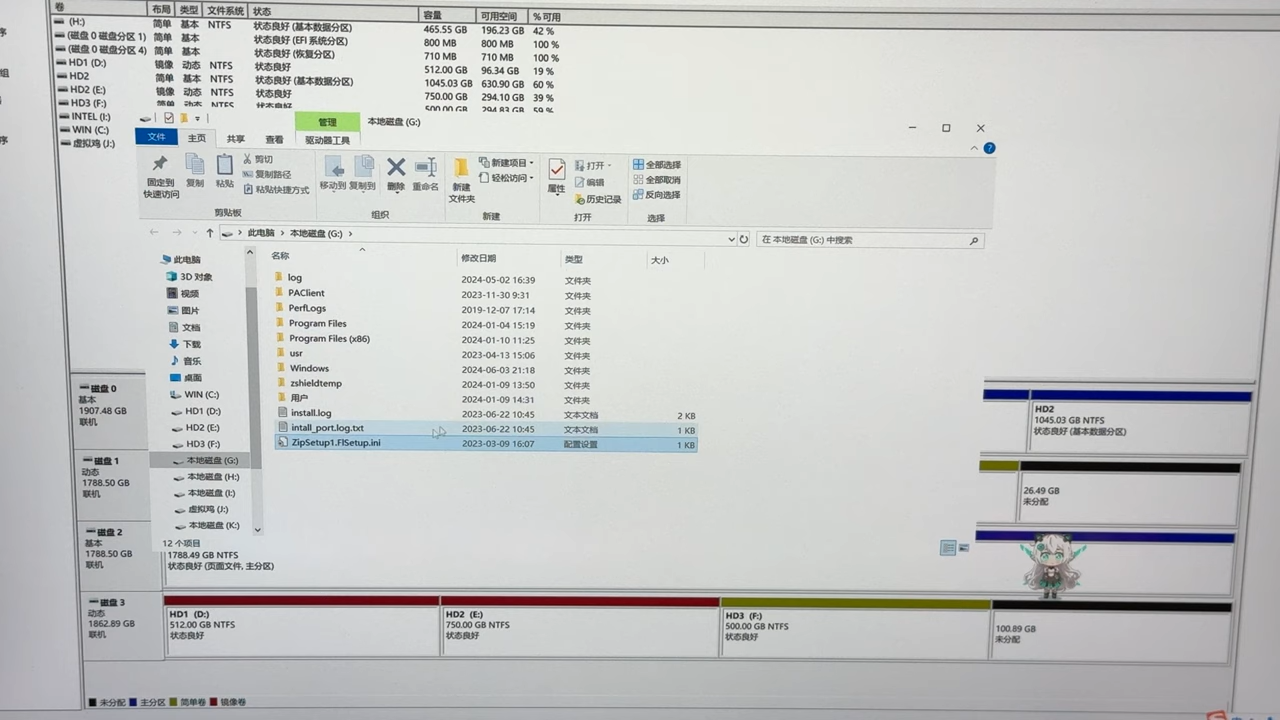 卷 布局 类型 文件系统 状态 容量 可用空间 % 可用
(H:) 简单 基本 NTFS 状态良好 (基本数据分区) 465.55 GB 196.23 GB 42 %
(磁盘 0 磁盘分区 1) 简单 基本 状态良好 (EFI 系统分区) 800 MB 800 MB 100 %
(磁盘 0 磁盘分区 4) 简单 基本 状态良好 (恢复分区) 710 MB 710 MB 100 %
HD1 (D:) 镜像 动态 NTFS 状态良好 512.00 GB 96.34 GB 19 %
HD2 简单 基本 NTFS 状态良好 (基本数据分区) 1045.03 GB 630.90 GB 60 %
HD2 (E:) 镜像 动态 NTFS 状态良好 750.00 GB 294.10 GB 39 %
HD3 (F:) 简单 动态 NTFS 状态良好 500.00 GB 294.83 GB 59 %
INTEL (I:)
WIN (C:)
虚拟鸡 (J:)
管理 本地磁盘 (G:)
文件 主页 共享 查看 驱动器工具
固定到快速访问 复制 粘贴 剪切 复制路径 粘贴快捷方式
移动到 复制到 删除 重命名
新建文件夹 新建项目 轻松访问
属性 打开 编辑 历史记录
全部选择 全部取消 反向选择
剪贴板 组织 新建 打开 选择
此电脑 > 本地磁盘 (G:) >
在 本地磁盘 (G:) 中搜索
此电脑
3D 对象
视频
图片
文档
下载
音乐
桌面
WIN (C:)
HD1 (D:)
HD2 (E:)
HD3 (F:)
本地磁盘 (G:)
本地磁盘 (H:)
本地磁盘 (I:)
虚拟鸡 (J:)
本地磁盘 (K:)
名称 修改日期 类型 大小
log 2024-05-02 16:39 文件夹
PAClient 2023-11-30 9:31 文件夹
PerfLogs 2019-12-07 17:14 文件夹
Program Files 2024-01-04 15:19 文件夹
Program Files (x86) 2024-01-10 11:25 文件夹
usr 2023-04-13 15:06 文件夹
Windows 2024-06-03 21:18 文件夹
zshieldtemp 2024-01-09 13:50 文件夹
用户 2024-01-09 14:31 文件夹
install.log 2023-06-22 10:45 文本文档 2 KB
intall_port.log.txt 2023-06-22 10:45 文本文档 1 KB
ZipSetup1.FlSetup.ini 2023-03-09 16:07 配置设置 1 KB
12 个项目
磁盘 0
基本
1907.48 GB
联机
HD2
1045.03 GB NTFS
状态良好 (基本数据分区)
磁盘 1
动态
1788.50 GB
联机
26.49 GB
未分配
磁盘 2
基本
1788.50 GB
联机
1788.49 GB NTFS
状态良好 (页面文件, 主分区)
磁盘 3
动态
1862.89 GB
联机
HD1 (D:)
512.00 GB NTFS
状态良好
HD2 (E:)
750.00 GB NTFS
状态良好
HD3 (F:)
500.00 GB NTFS
状态良好
100.89 GB
未分配
未分配 主分区 简单卷 镜像卷